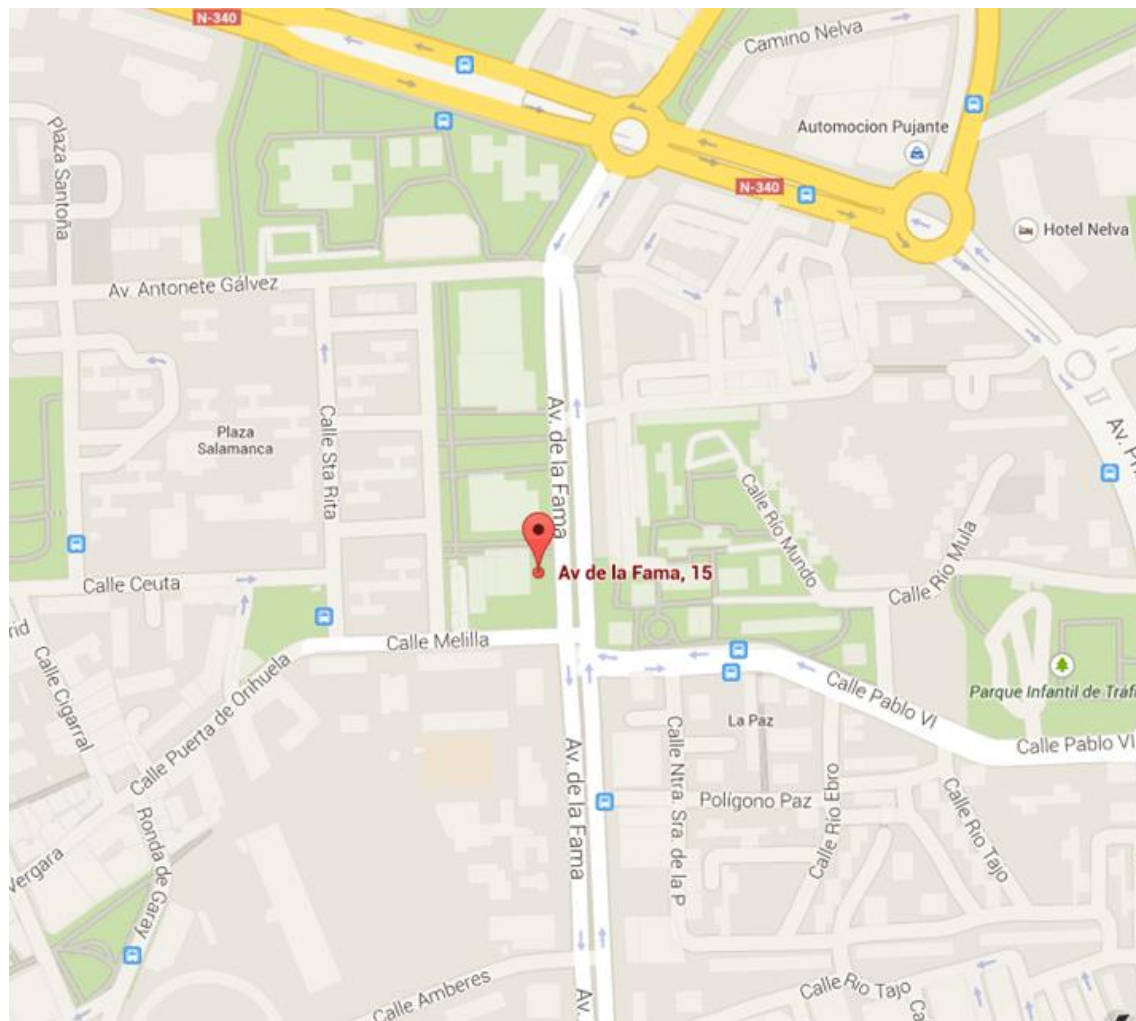 N-340
Camino Nelva
Plaza Santoña
Automocion Pujante
N-340
Hotel Nelva
Av. Antonete Gálvez
Av. de la Fama
Plaza
Salamanca
Calle Sta Rita
Calle Río Mundo
Calle Río Mula
Av de la Fama, 15
Calle Ceuta
Calle Melilla
Calle Cigarral
Calle Puerta de Orihuela
Parque Infantil de Tráfi
Calle Pablo VI
La Paz
Calle Pablo VI
Av. de la Fama
Calle Ntra. Sra. de la P
Polígono Paz
Calle Río Ebro
Calle Rio Tajo
Vergara
Ronda de Garay
Calle Amberes
Calle Rio Tajo
Av.
Ca